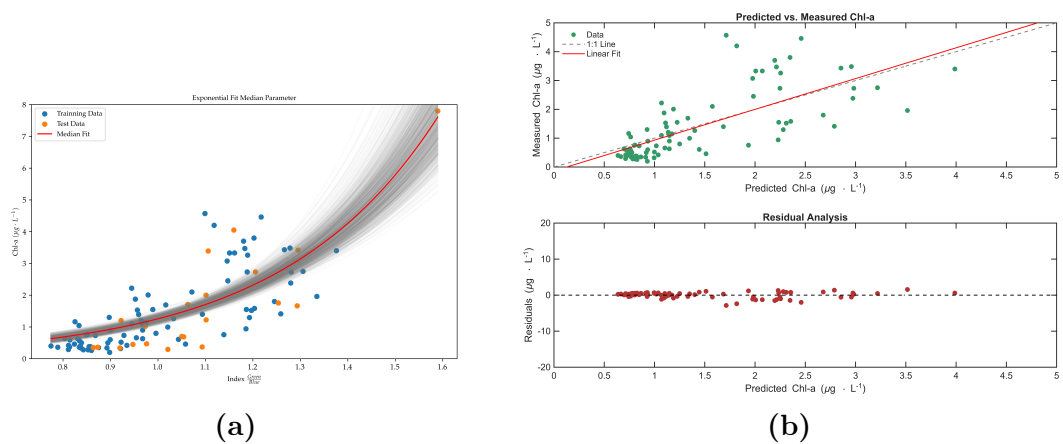 Exponential Fit Median Parameter
Trainning Data
Test Data
Median Fit
Chl-a (μg · L⁻¹)
8
7
6
5
4
3
2
1
0
0.8 0.9 1.0 1.1 1.2 1.3 1.4 1.5 1.6
Index Green/Blue
(a)
Predicted vs. Measured Chl-a
Data
1:1 Line
Linear Fit
Measured Chl-a (μg · L⁻¹)
5
4
3
2
1
0
0 0.5 1 1.5 2 2.5 3 3.5 4 4.5 5
Predicted Chl-a (μg · L⁻¹)
Residual Analysis
Residuals (μg · L⁻¹)
20
10
0
-10
-20
0 0.5 1 1.5 2 2.5 3 3.5 4 4.5 5
Predicted Chl-a (μg · L⁻¹)
(b)